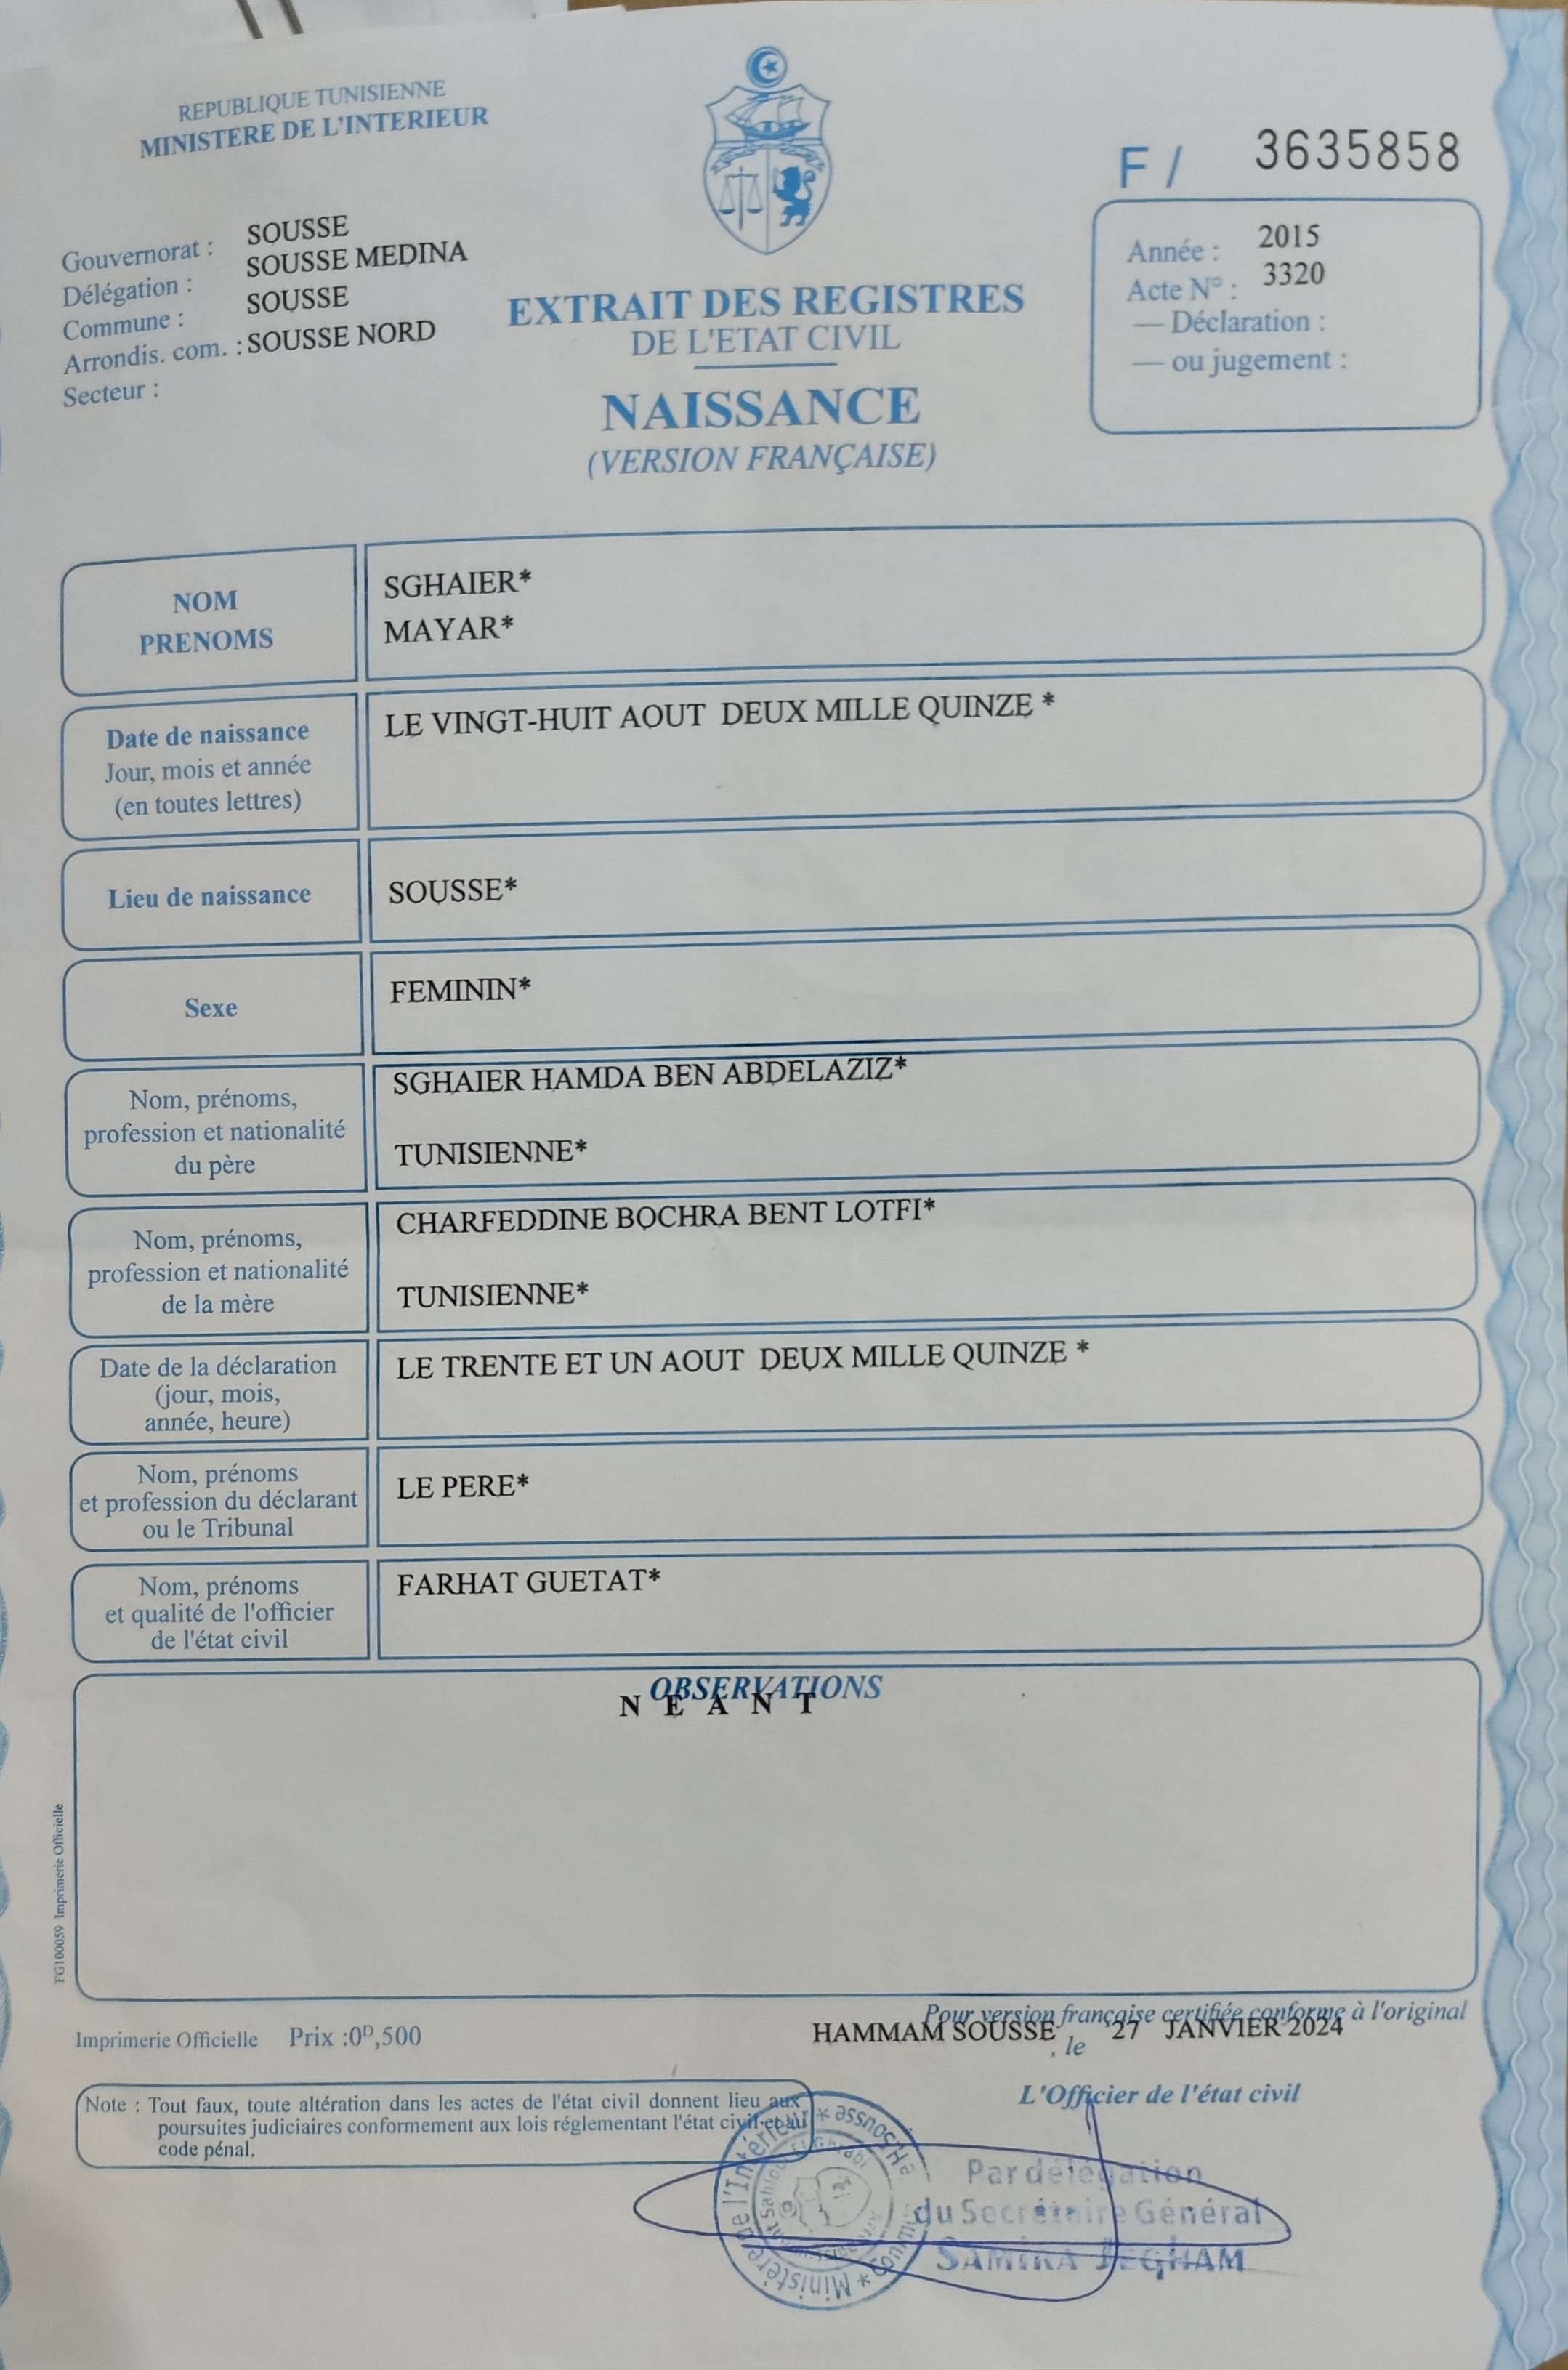 REPUBLIQUE TUNISIENNE
MINISTERE DE L'INTERIEUR
F / 3635858
Gouvernorat : SOUSSE
Délégation : SOUSSE MEDINA
Commune : SOUSSE
Arrondis. com. : SOUSSE NORD
Secteur :
Année : 2015
Acte N° : 3320
— Déclaration :
— ou jugement :
EXTRAIT DES REGISTRES
DE L'ETAT CIVIL
NAISSANCE
(VERSION FRANÇAISE)
NOM
PRENOMS
SGHAIER*
MAYAR*
Date de naissance
Jour, mois et année
(en toutes lettres)
LE VINGT-HUIT AOUT DEUX MILLE QUINZE *
Lieu de naissance
SOUSSE*
Sexe
FEMININ*
Nom, prénoms,
profession et nationalité
du père
SGHAIER HAMDA BEN ABDELAZIZ*
TUNISIENNE*
Nom, prénoms,
profession et nationalité
de la mère
CHARFEDDINE BOCHRA BENT LOTFI*
TUNISIENNE*
Date de la déclaration
(jour, mois,
année, heure)
LE TRENTE ET UN AOUT DEUX MILLE QUINZE *
Nom, prénoms
et profession du déclarant
ou le Tribunal
LE PERE*
Nom, prénoms
et qualité de l'officier
de l'état civil
FARHAT GUETAT*
OBSERVATIONS
N E A N T
FG100059 Imprimerie Officielle
Imprimerie Officielle Prix :0D,500
Pour version française certifiée conforme à l'original
HAMMAM SOUSSE , le 27 JANVIER 2024
Note : Tout faux, toute altération dans les actes de l'état civil donnent lieu aux
poursuites judiciaires conformement aux lois réglementant l'état civil et au
code pénal.
L'Officier de l'état civil
Par délégation
du Secrétaire Général
SAMIRA JEGHAM
* Ministère de l'Intérieur * H.Sousse